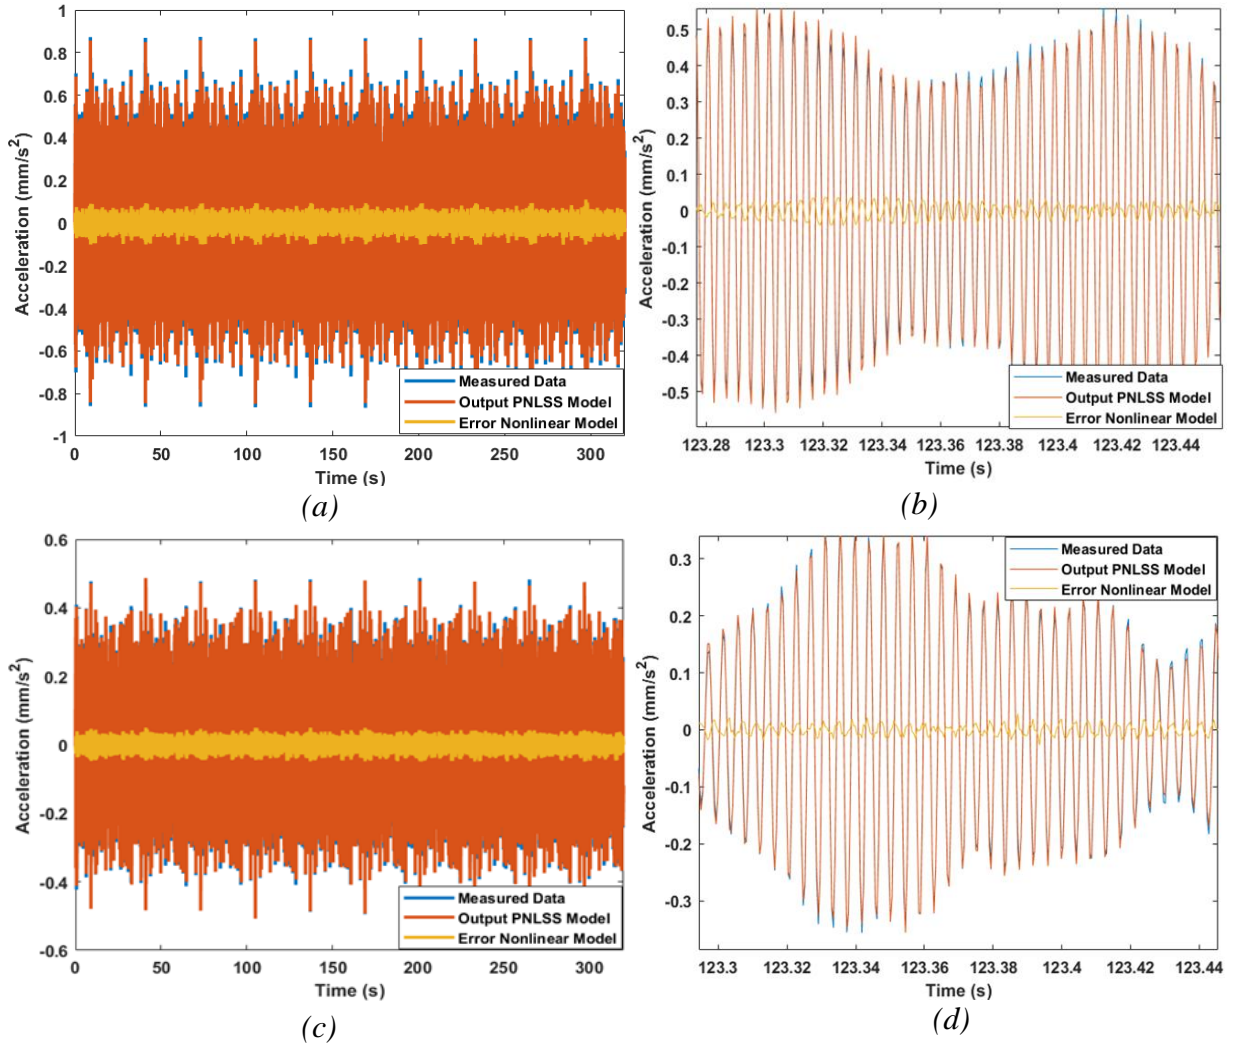 1
0.8
0.6
0.4
0.2
0
-0.2
-0.4
-0.6
-0.8
-1
Acceleration (mm/s²)
Measured Data
Output PNLSS Model
Error Nonlinear Model
0 50 100 150 200 250 300
Time (s)
(a)
0.5
0.4
0.3
0.2
0.1
0
-0.1
-0.2
-0.3
-0.4
-0.5
Acceleration (mm/s²)
Measured Data
Output PNLSS Model
Error Nonlinear Model
123.28 123.3 123.32 123.34 123.36 123.38 123.4 123.42 123.44
Time (s)
(b)
0.6
0.4
0.2
0
-0.2
-0.4
-0.6
Acceleration (mm/s²)
Measured Data
Output PNLSS Model
Error Nonlinear Model
0 50 100 150 200 250 300
Time (s)
(c)
0.3
0.2
0.1
0
-0.1
-0.2
-0.3
Acceleration (mm/s²)
Measured Data
Output PNLSS Model
Error Nonlinear Model
123.3 123.32 123.34 123.36 123.38 123.4 123.42 123.44
Time (s)
(d)